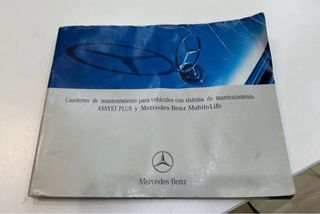 Cuaderno de mantenimiento para vehículos con sistema de mantenimiento
ASSYST PLUS y Mercedes-Benz MobiloLife
Mercedes-Benz